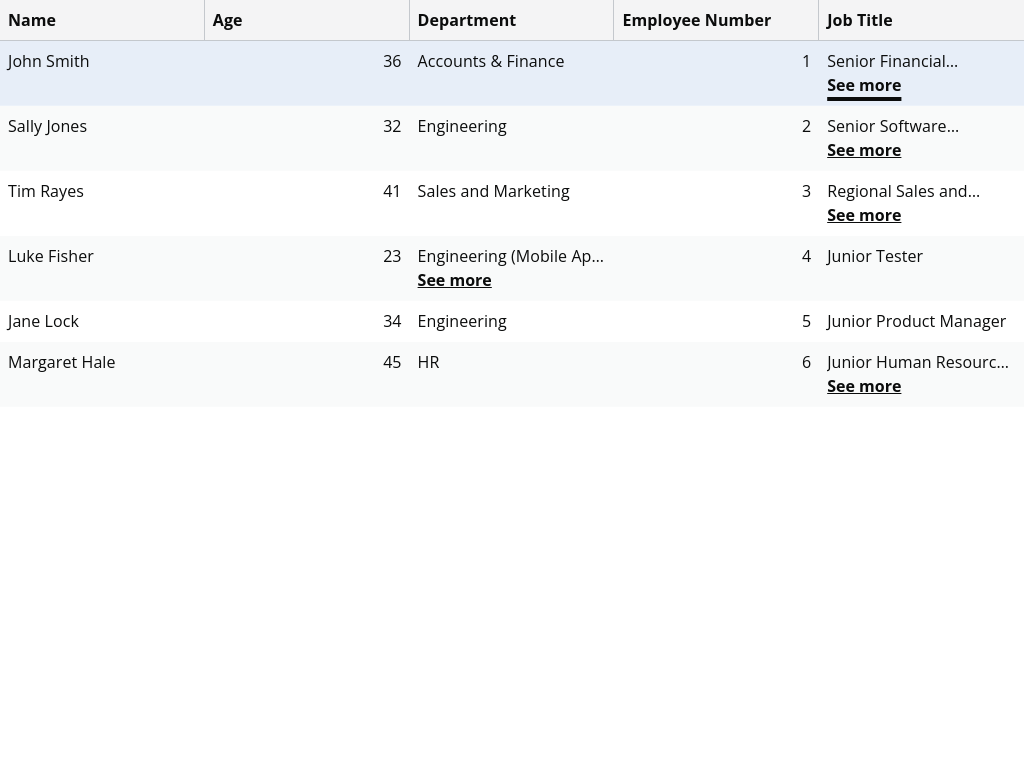 Name Age Department Employee Number Job Title
John Smith 36 Accounts & Finance 1 Senior Financial...
See more
Sally Jones 32 Engineering 2 Senior Software...
See more
Tim Rayes 41 Sales and Marketing 3 Regional Sales and...
See more
Luke Fisher 23 Engineering (Mobile Ap... 4 Junior Tester
See more
Jane Lock 34 Engineering 5 Junior Product Manager
Margaret Hale 45 HR 6 Junior Human Resourc...
See more